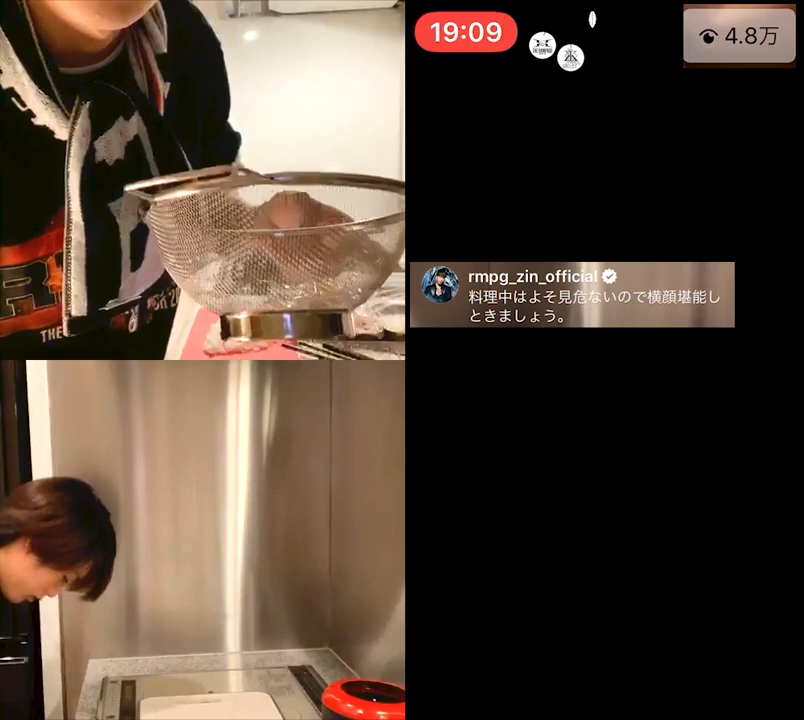 19:09
4.8万
rmpg_zin_official
料理中はよそ見危ないので横顔堪能し
ときましょう。
THE